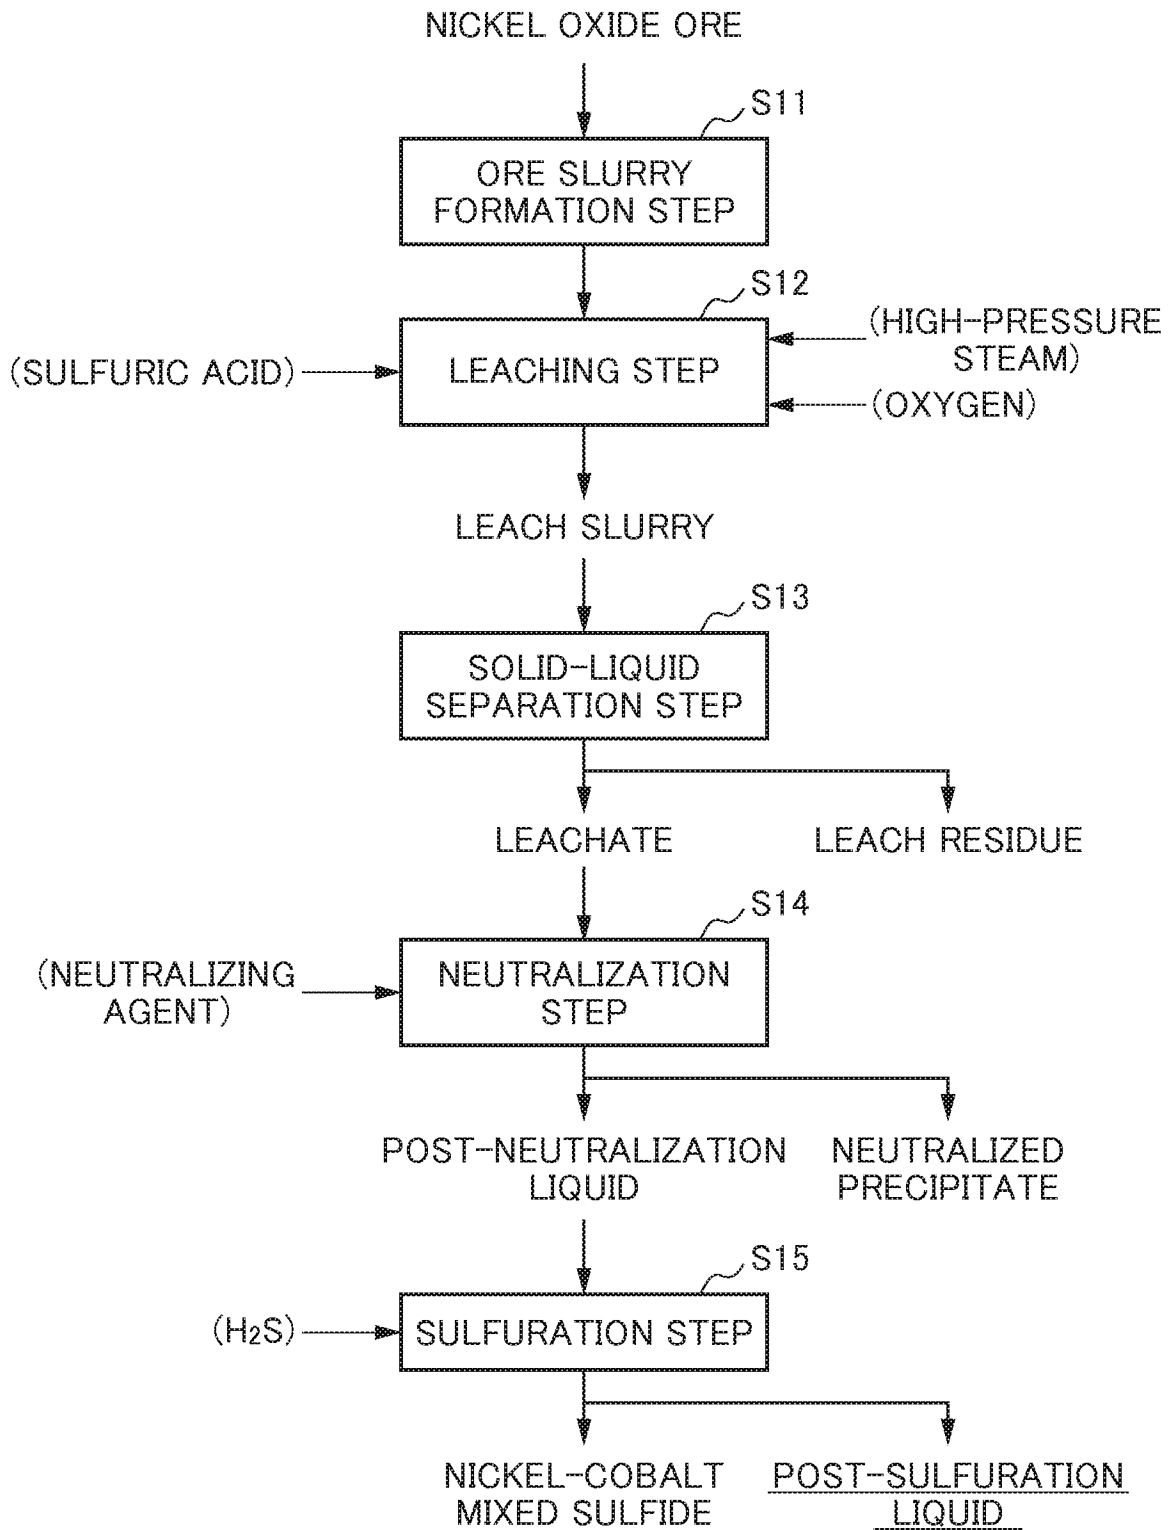 NICKEL OXIDE ORE
S11
ORE SLURRY
FORMATION STEP
S12
(HIGH-PRESSURE
STEAM)
(SULFURIC ACID)
LEACHING STEP
(OXYGEN)
LEACH SLURRY
S13
SOLID-LIQUID
SEPARATION STEP
LEACHATE
LEACH RESIDUE
S14
(NEUTRALIZING
AGENT)
NEUTRALIZATION
STEP
POST-NEUTRALIZATION
LIQUID
NEUTRALIZED
PRECIPITATE
S15
(H₂S)
SULFURATION STEP
NICKEL-COBALT
MIXED SULFIDE
POST-SULFURATION
LIQUID